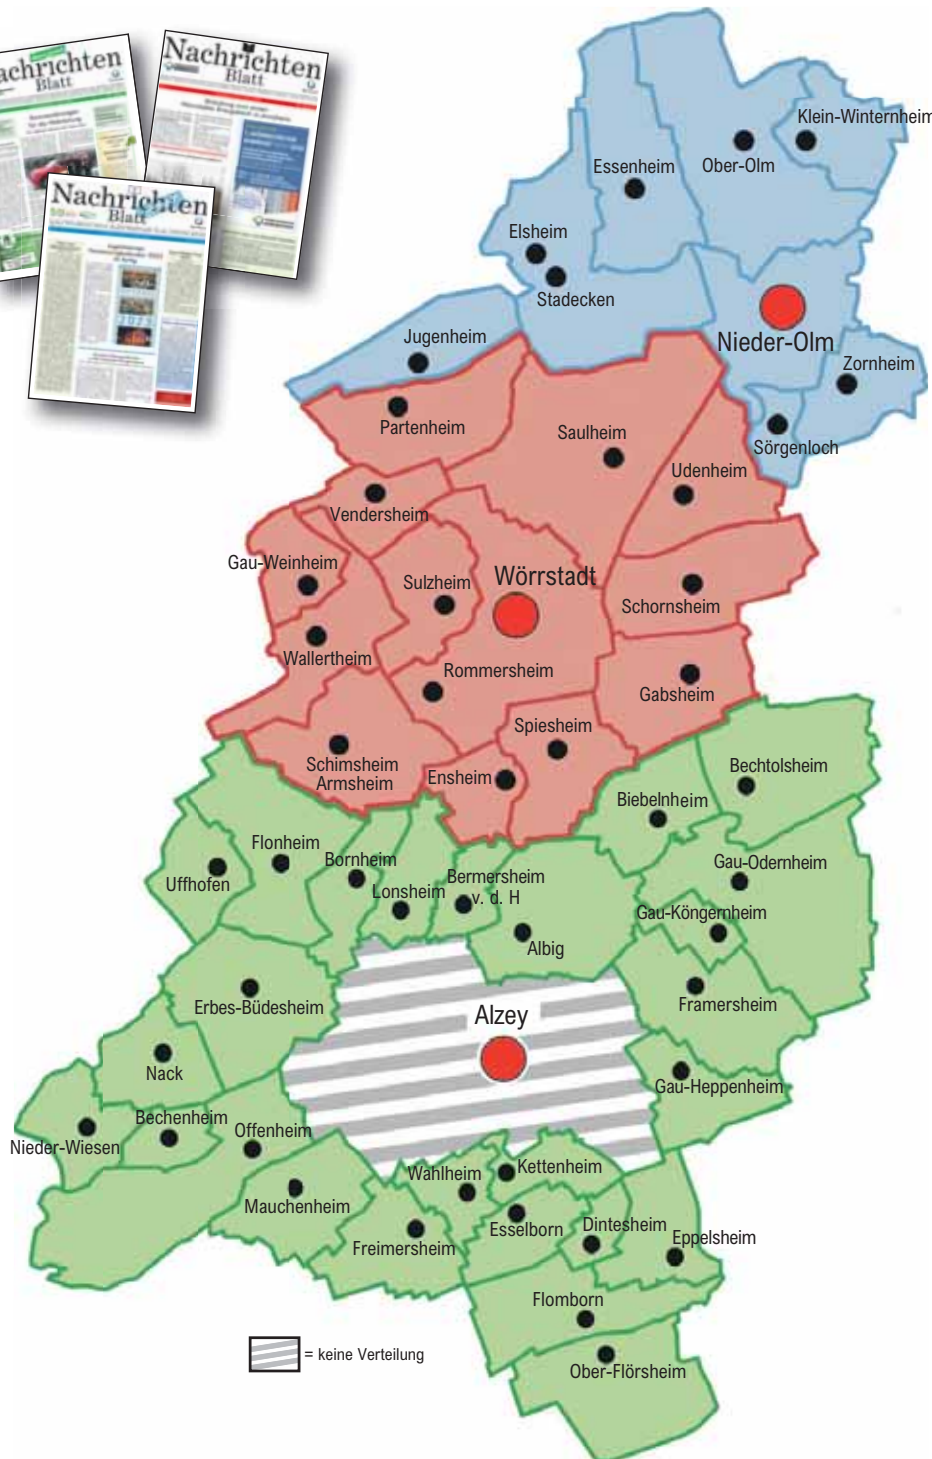 Nachrichten
Blatt
Nachrichten
Blatt
Nachrichten
Blatt
Klein-Winternheim
Ober-Olm
Essenheim
Elsheim
Stadecken
Nieder-Olm
Jugenheim
Zornheim
Sörgenloch
Partenheim
Saulheim
Udenheim
Vendersheim
Gau-Weinheim
Sulzheim
Wörrstadt
Schornsheim
Wallertheim
Rommersheim
Gabsheim
Spiesheim
Schimsheim
Armsheim
Ensheim
Bechtolsheim
Biebelnheim
Flonheim
Bornheim
Uffhofen
Lonsheim
Bermersheim
v. d. H
Gau-Odernheim
Gau-Köngernheim
Albig
Erbes-Büdesheim
Framersheim
Alzey
Nack
Gau-Heppenheim
Bechenheim
Nieder-Wiesen
Offenheim
Wahlheim
Kettenheim
Mauchenheim
Esselborn
Dintesheim
Freimersheim
Eppelsheim
Flomborn
= keine Verteilung
Ober-Flörsheim